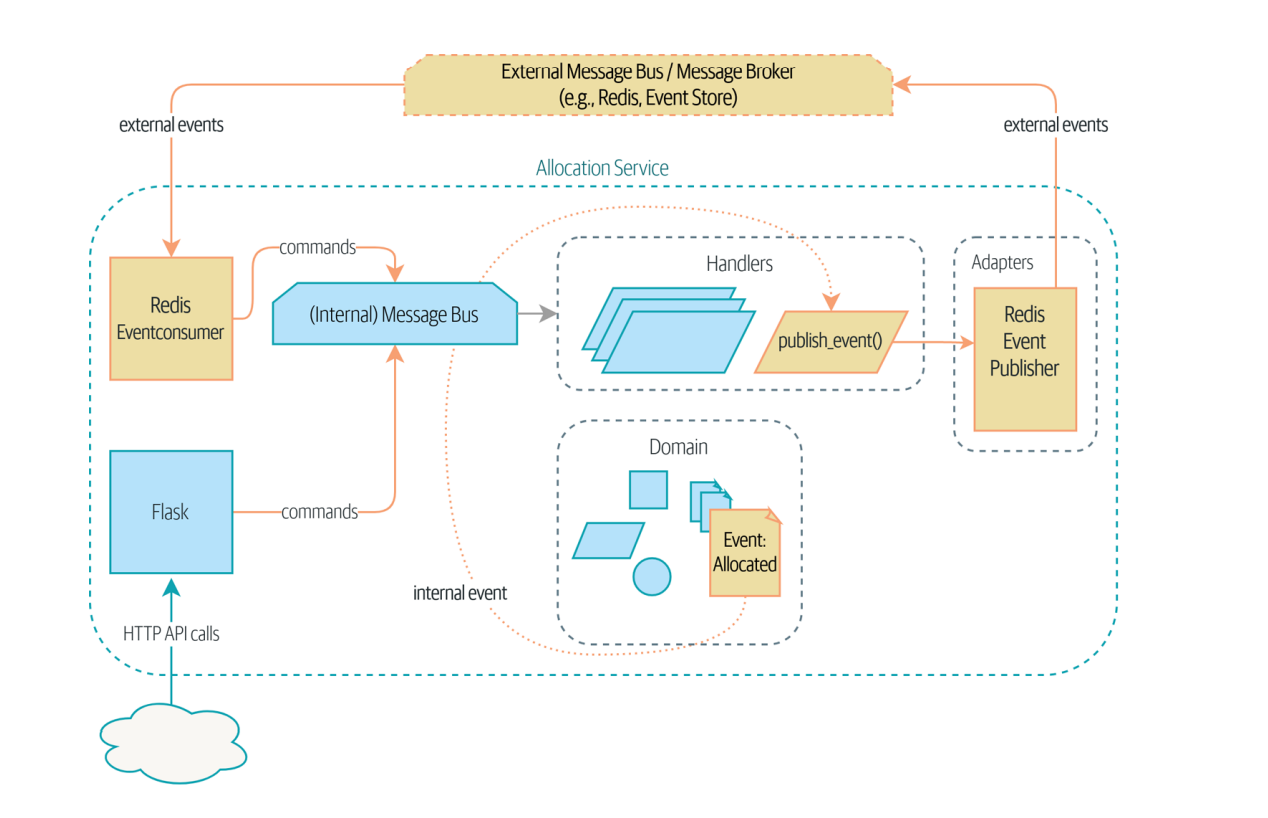 External Message Bus / Message Broker
(e.g., Redis, Event Store)
external events
external events
Allocation Service
commands
Handlers
Adapters
Redis
Eventconsumer
(Internal) Message Bus
publish_event()
Redis
Event
Publisher
Domain
Flask
commands
Event:
Allocated
internal event
HTTP API calls